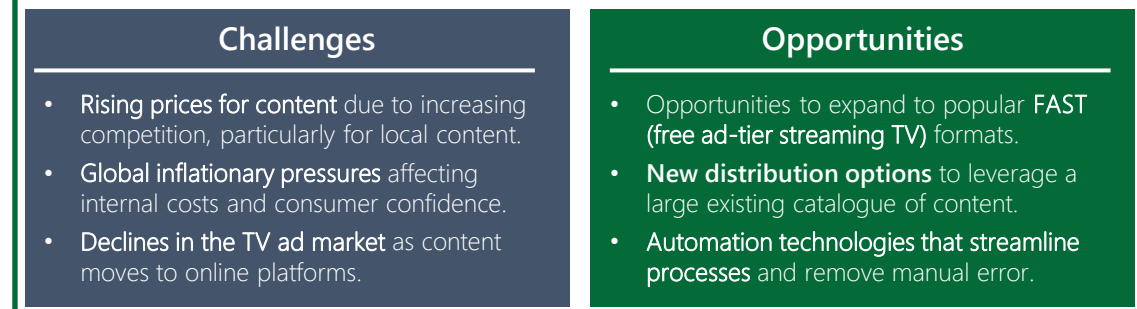 Challenges
• Rising prices for content due to increasing
competition, particularly for local content.
• Global inflationary pressures affecting
internal costs and consumer confidence.
• Declines in the TV ad market as content
moves to online platforms.
Opportunities
• Opportunities to expand to popular FAST
(free ad-tier streaming TV) formats.
• New distribution options to leverage a
large existing catalogue of content.
• Automation technologies that streamline
processes and remove manual error.